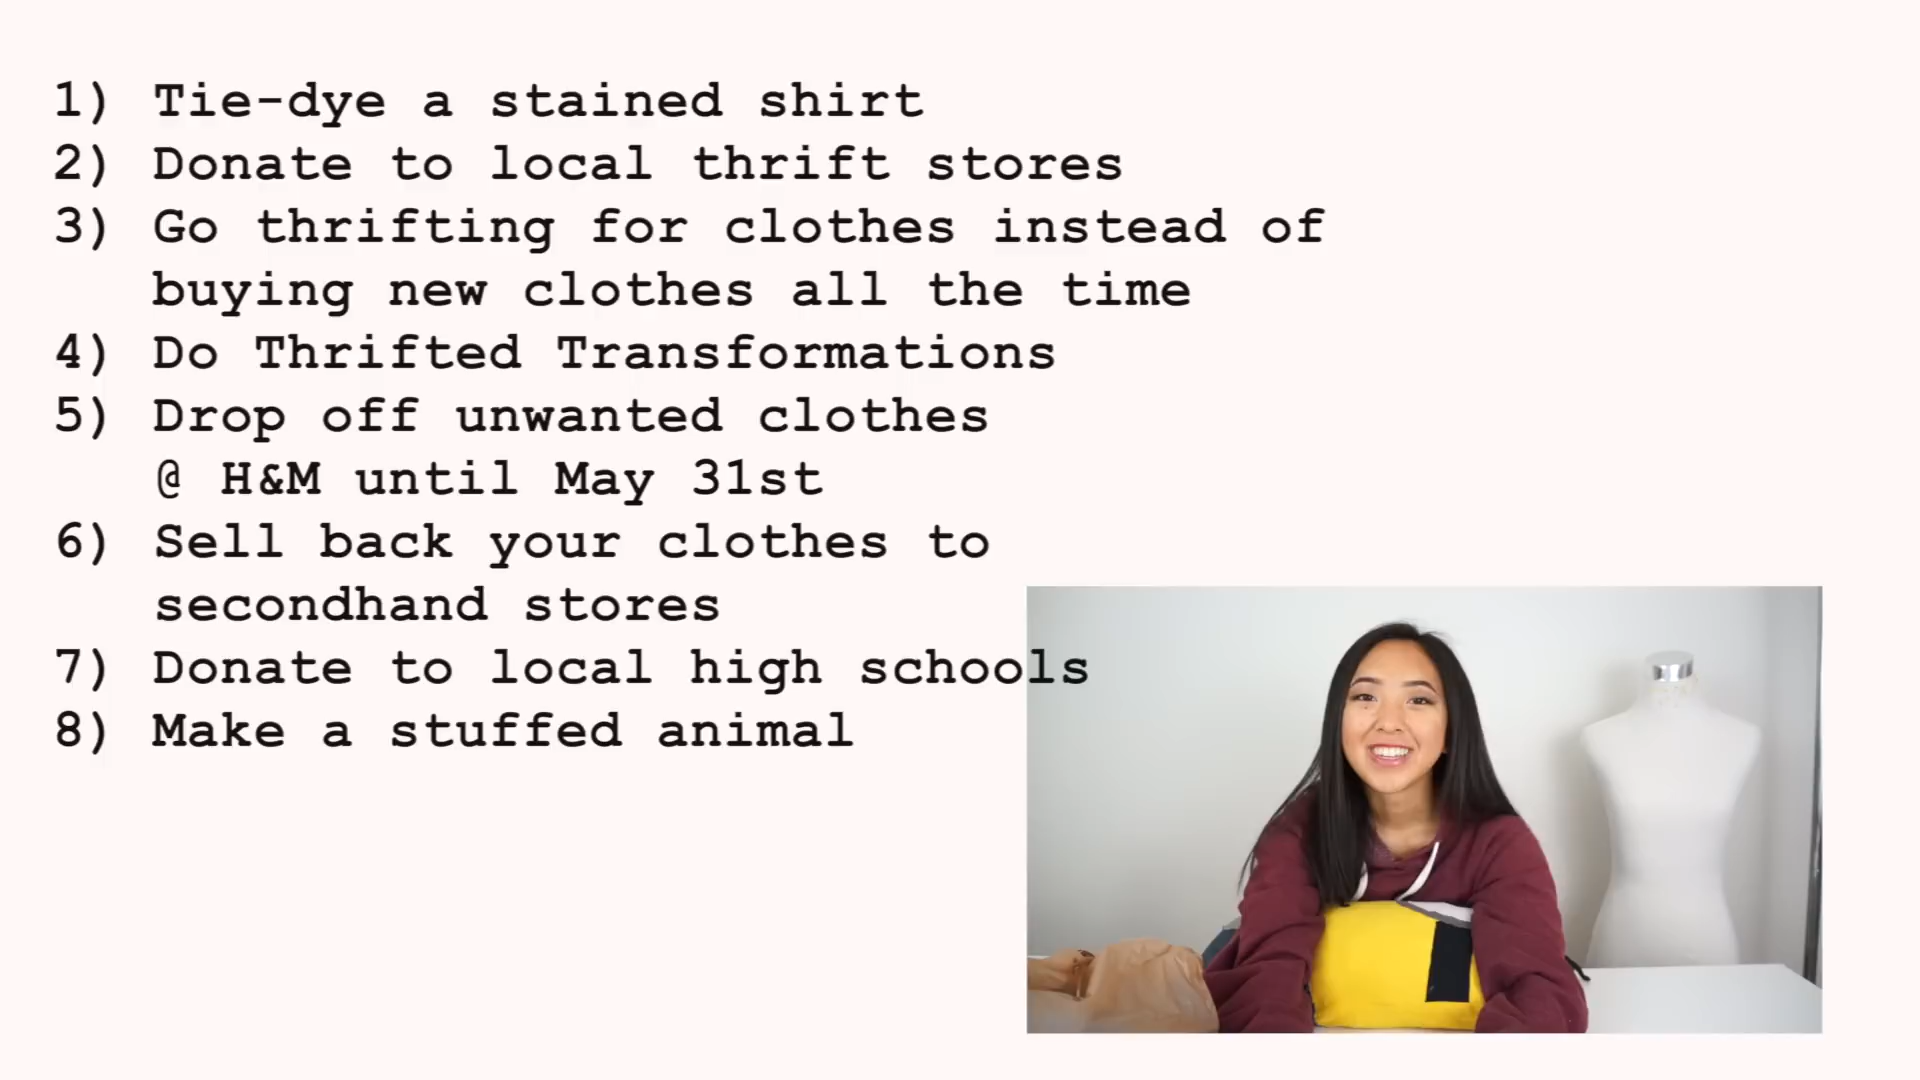 1) Tie-dye a stained shirt
2) Donate to local thrift stores
3) Go thrifting for clothes instead of
buying new clothes all the time
4) Do Thrifted Transformations
5) Drop off unwanted clothes
@ H&M until May 31st
6) Sell back your clothes to
secondhand stores
7) Donate to local high schools
8) Make a stuffed animal